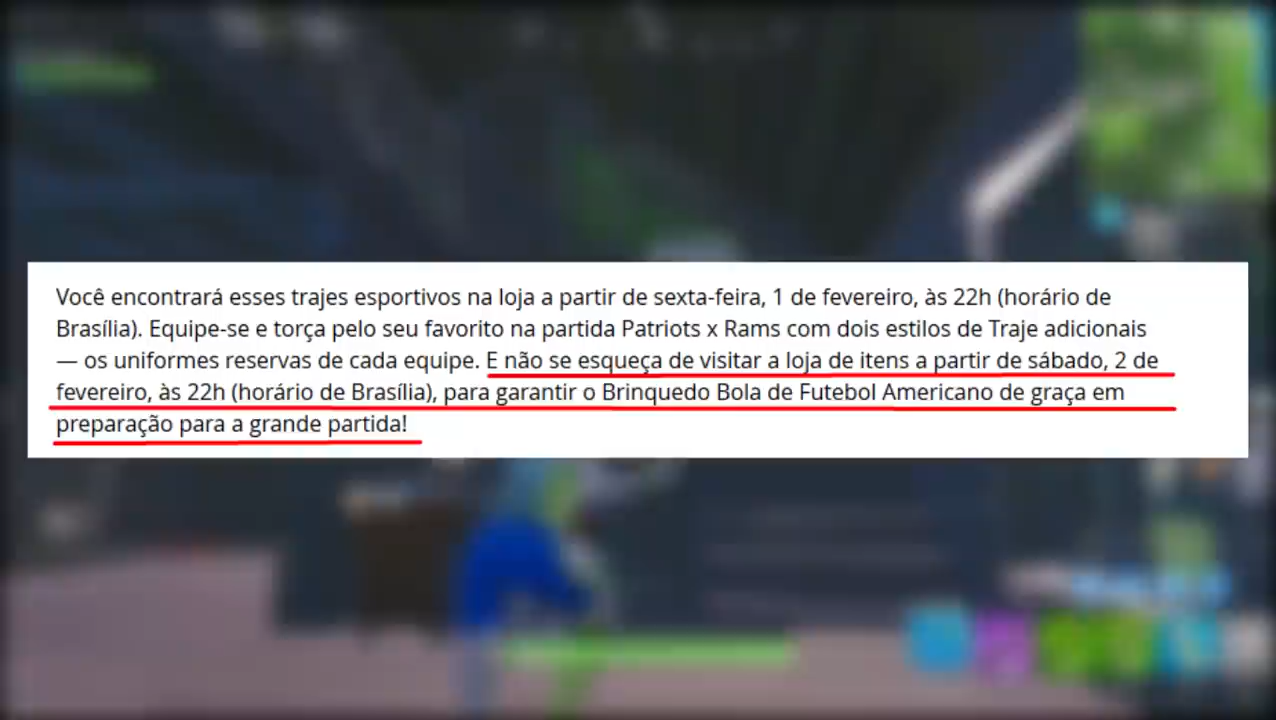 Você encontrará esses trajes esportivos na loja a partir de sexta-feira, 1 de fevereiro, às 22h (horário de
Brasília). Equipe-se e torça pelo seu favorito na partida Patriots x Rams com dois estilos de Traje adicionais
— os uniformes reservas de cada equipe. E não se esqueça de visitar a loja de itens a partir de sábado, 2 de
fevereiro, às 22h (horário de Brasília), para garantir o Brinquedo Bola de Futebol Americano de graça em
preparação para a grande partida!